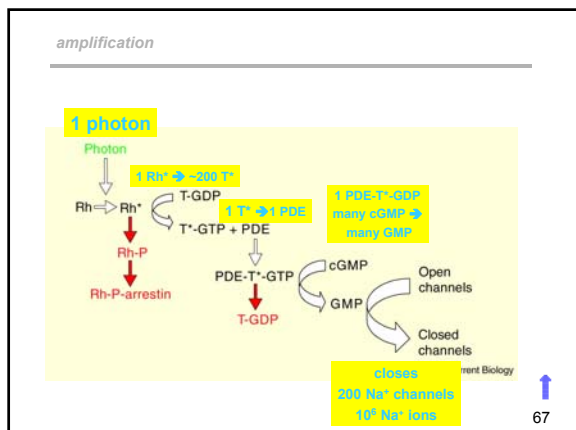 amplification
1 photon
Photon
1 Rh* ➔ ~200 T*
Rh
Rh*
T-GDP
1 T* ➔1 PDE
T*-GTP + PDE
1 PDE-T*-GDP
many cGMP ➔
many GMP
Rh-P
Rh-P-arrestin
PDE-T*-GTP
cGMP
GMP
T-GDP
Open
channels
Closed
channels
rrent Biology
closes
200 Na⁺ channels
10⁶ Na⁺ ions
67